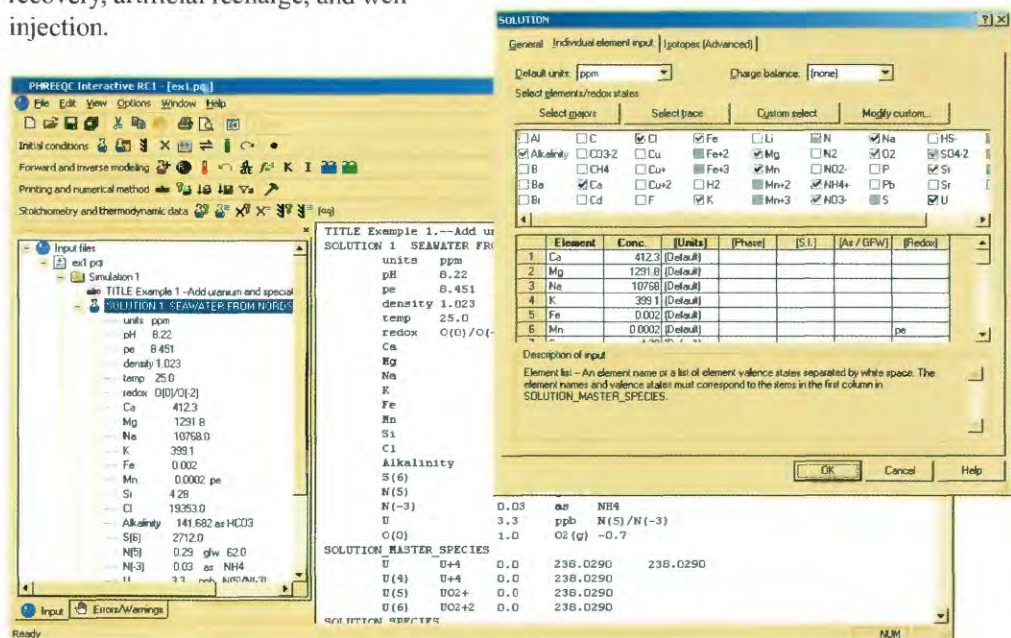 recovery, artificial recharge, and well
injection.
PHREEQC Interactive RC1 - [ex1.pqi]
File Edit View Options Window Help
Initial conditions
Forward and inverse modeling K I
Printing and numerical method
Stoichiometry and thermodynamic data (aq)
Input files
ex1.pqi
Simulation 1
TITLE Example 1.--Add uranium and special
SOLUTION 1 SEAWATER FROM NORDS
units ppm
pH 8.22
pe 8.451
density 1.023
temp 25.0
redox O(0)/O(-2)
Ca 412.3
Mg 1291.8
Na 10768.0
K 399.1
Fe 0.002
Mn 0.0002 pe
Si 4.28
Cl 19353.0
Alkalinity 141.682 as HCO3
S(6) 2712.0
N(5) 0.29 gfw 62.0
N(-3) 0.03 as NH4
U 3.3 ppb N(5)/N(-3)
Input Errors/Warnings
Ready
NUM
TITLE Example 1.--Add ur
SOLUTION 1 SEAWATER FRO
units ppm
pH 8.22
pe 8.451
density 1.023
temp 25.0
redox O(0)/O(-
Ca
Mg
Na
K
Fe
Mn
Si
Cl
Alkalinity
S(6)
N(5)
N(-3) 0.03 as NH4
U 3.3 ppb N(5)/N(-3)
O(0) 1.0 O2(g) -0.7
SOLUTION_MASTER_SPECIES
U U+4 0.0 238.0290 238.0290
U(4) U+4 0.0 238.0290
U(5) UO2+ 0.0 238.0290
U(6) UO2+2 0.0 238.0290
SOLUTION_SPECIES
SOLUTION
General Individual element input Isotopes (Advanced)
Default units: ppm Charge balance: (none)
Select elements/redox states
Select majors Select trace Custom select Modify custom...
Al C Cl Fe Li N Na HS-
Alkalinity CO3-2 Cu Fe+2 Mg N2 O2 SO4-2
B CH4 Cu+ Fe+3 Mn NO2- P Si
Ba Ca Cu+2 H2 Mn+2 NH4+ Pb Sr
Br Cd F K Mn+3 NO3- S U
Element Conc. [Units] [Phase] [S.I.] [As / GFW] [Redox]
1 Ca 412.3 (Default)
2 Mg 1291.8 (Default)
3 Na 10768 (Default)
4 K 399.1 (Default)
5 Fe 0.002 (Default)
6 Mn 0.0002 (Default) pe
Description of input
Element list -- An element name or a list of element valence states separated by white space. The
element names and valence states must correspond to the items in the first column in
SOLUTION_MASTER_SPECIES.
OK Cancel Help